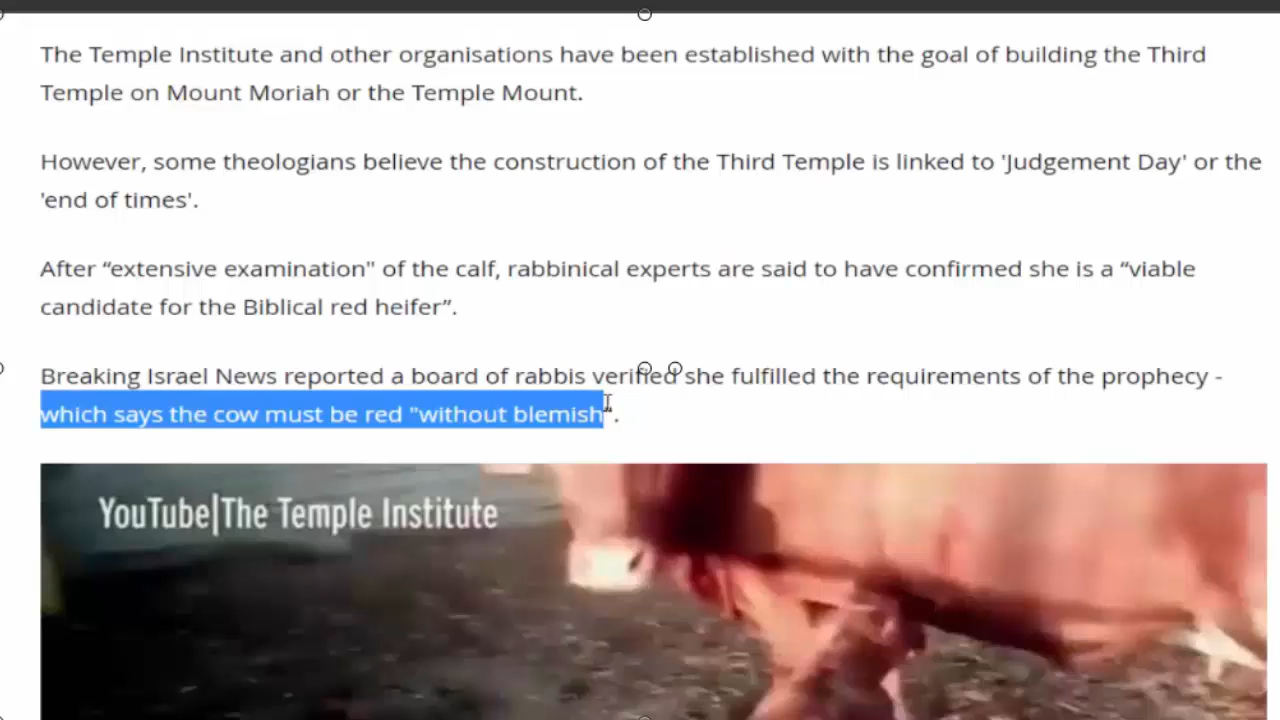 The Temple Institute and other organisations have been established with the goal of building the Third
Temple on Mount Moriah or the Temple Mount.
However, some theologians believe the construction of the Third Temple is linked to 'Judgement Day' or the
'end of times'.
After “extensive examination" of the calf, rabbinical experts are said to have confirmed she is a “viable
candidate for the Biblical red heifer”.
Breaking Israel News reported a board of rabbis verified she fulfilled the requirements of the prophecy -
which says the cow must be red "without blemish".
YouTube|The Temple Institute